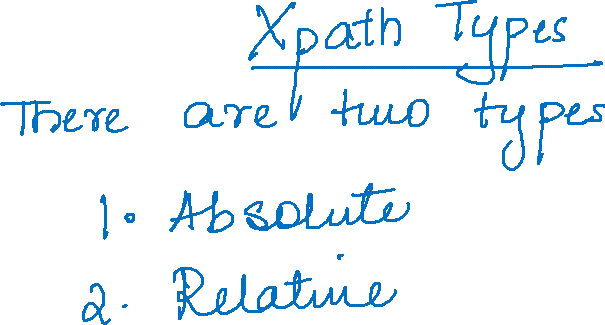 Xpath Types
There are two types
1. Absolute
2. Relative